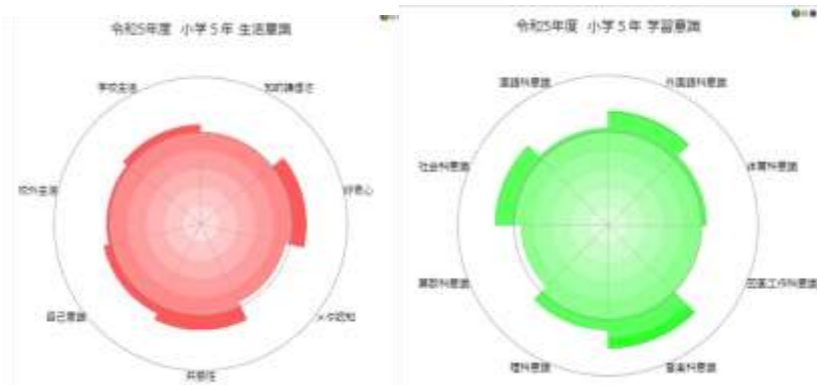 令和5年度 小学5年 生活意識
学校生活
知的謙虚さ
校外生活
好奇心
自己意識
メタ認知
共感性
令和5年度 小学5年 学習意識
国語科意識
外国語科意識
社会科意識
体育科意識
算数科意識
図画工作科意識
理科意識
音楽科意識